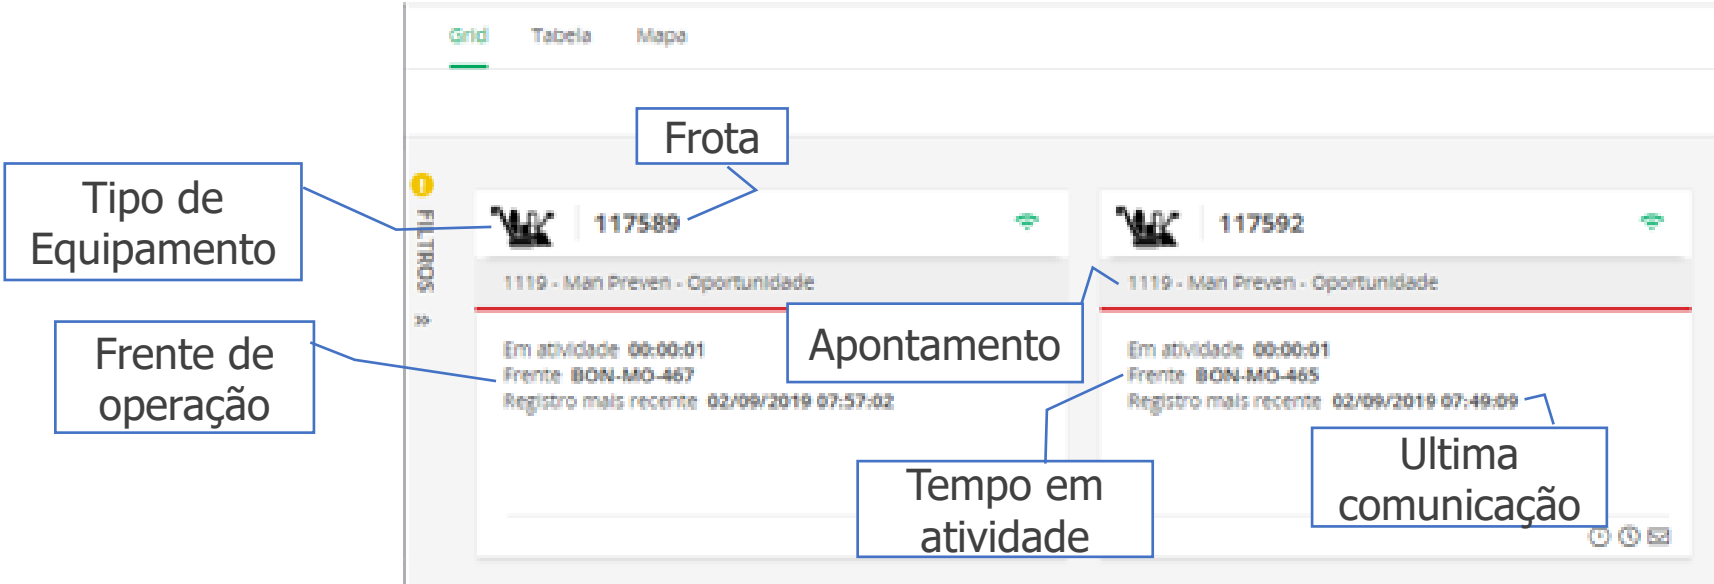 Grid Tabela Mapa
Frota
Tipo de
Equipamento
FILTROS
117589
117592
1119 - Man Preven - Oportunidade
1119 - Man Preven - Oportunidade
Frente de
operação
Apontamento
Em atividade 00:00:01
Frente BON-MO-467
Registro mais recente 02/09/2019 07:57:02
Em atividade 00:00:01
Frente BON-MO-465
Registro mais recente 02/09/2019 07:49:09
Tempo em
atividade
Ultima
comunicação